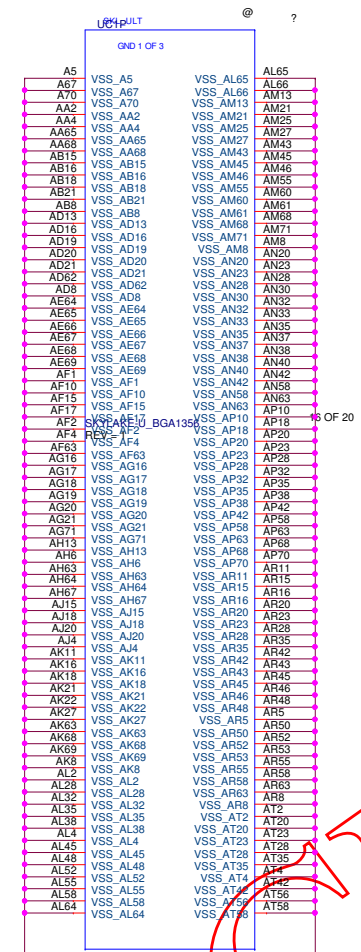 @
?
UC1P
SKL_ULT
GND 1 OF 3
A5 VSS_A5 VSS_AL65 AL65
A67 VSS_A67 VSS_AL66 AL66
A70 VSS_A70 VSS_AM13 AM13
AA2 VSS_AA2 VSS_AM21 AM21
AA4 VSS_AA4 VSS_AM25 AM25
AA65 VSS_AA65 VSS_AM27 AM27
AA68 VSS_AA68 VSS_AM43 AM43
AB15 VSS_AB15 VSS_AM45 AM45
AB16 VSS_AB16 VSS_AM46 AM46
AB18 VSS_AB18 VSS_AM55 AM55
AB21 VSS_AB21 VSS_AM60 AM60
AB8 VSS_AB8 VSS_AM61 AM61
AD13 VSS_AD13 VSS_AM68 AM68
AD16 VSS_AD16 VSS_AM71 AM71
AD19 VSS_AD19 VSS_AM8 AM8
AD20 VSS_AD20 VSS_AN20 AN20
AD21 VSS_AD21 VSS_AN23 AN23
AD62 VSS_AD62 VSS_AN28 AN28
AD8 VSS_AD8 VSS_AN30 AN30
AE64 VSS_AE64 VSS_AN32 AN32
AE65 VSS_AE65 VSS_AN33 AN33
AE66 VSS_AE66 VSS_AN35 AN35
AE67 VSS_AE67 VSS_AN37 AN37
AE68 VSS_AE68 VSS_AN38 AN38
AE69 VSS_AE69 VSS_AN40 AN40
AF1 VSS_AF1 VSS_AN42 AN42
AF10 VSS_AF10 VSS_AN58 AN58
AF15 VSS_AF15 VSS_AN63 AN63
AF17 VSS_AF17 VSS_AP10 AP10
16 OF 20
SKYLAKE-U_BGA1356
AF2 VSS_AF2 VSS_AP18 AP18
REV = 1
AF4 VSS_AF4 VSS_AP20 AP20
AF63 VSS_AF63 VSS_AP23 AP23
AG16 VSS_AG16 VSS_AP28 AP28
AG17 VSS_AG17 VSS_AP32 AP32
AG18 VSS_AG18 VSS_AP35 AP35
AG19 VSS_AG19 VSS_AP38 AP38
AG20 VSS_AG20 VSS_AP42 AP42
AG21 VSS_AG21 VSS_AP58 AP58
AG71 VSS_AG71 VSS_AP63 AP63
AH13 VSS_AH13 VSS_AP68 AP68
AH6 VSS_AH6 VSS_AP70 AP70
AH63 VSS_AH63 VSS_AR11 AR11
AH64 VSS_AH64 VSS_AR15 AR15
AH67 VSS_AH67 VSS_AR16 AR16
AJ15 VSS_AJ15 VSS_AR20 AR20
AJ18 VSS_AJ18 VSS_AR23 AR23
AJ20 VSS_AJ20 VSS_AR28 AR28
AJ4 VSS_AJ4 VSS_AR35 AR35
AK11 VSS_AK11 VSS_AR42 AR42
AK16 VSS_AK16 VSS_AR43 AR43
AK18 VSS_AK18 VSS_AR45 AR45
AK21 VSS_AK21 VSS_AR46 AR46
AK22 VSS_AK22 VSS_AR48 AR48
AK27 VSS_AK27 VSS_AR5 AR5
AK63 VSS_AK63 VSS_AR50 AR50
AK68 VSS_AK68 VSS_AR52 AR52
AK69 VSS_AK69 VSS_AR53 AR53
AK8 VSS_AK8 VSS_AR55 AR55
AL2 VSS_AL2 VSS_AR58 AR58
AL28 VSS_AL28 VSS_AR63 AR63
AL32 VSS_AL32 VSS_AR8 AR8
AL35 VSS_AL35 VSS_AT2 AT2
AL38 VSS_AL38 VSS_AT20 AT20
AL4 VSS_AL4 VSS_AT23 AT23
AL45 VSS_AL45 VSS_AT28 AT28
AL48 VSS_AL48 VSS_AT35 AT35
AL52 VSS_AL52 VSS_AT4 AT4
AL55 VSS_AL55 VSS_AT42 AT42
AL58 VSS_AL58 VSS_AT56 AT56
AL64 VSS_AL64 VSS_AT58 AT58